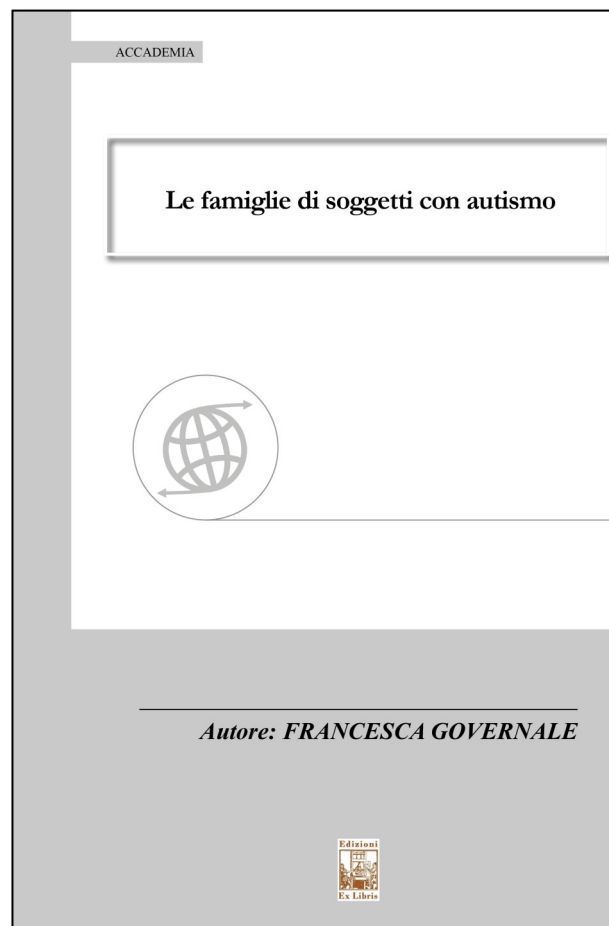 ACCADEMIA
Le famiglie di soggetti con autismo
Autore: FRANCESCA GOVERNALE
Edizioni
Ex Libris